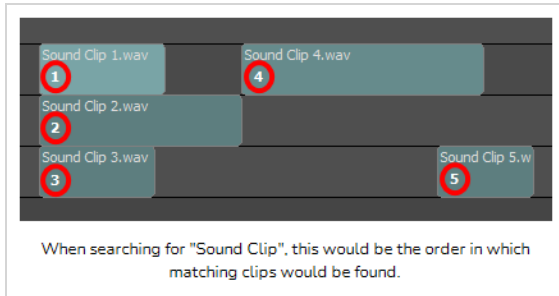 Sound Clip 1.wav
Sound Clip 4.wav
1
4
Sound Clip 2.wav
2
Sound Clip 3.wav
Sound Clip 5.w
3
5
When searching for "Sound Clip", this would be the order in which
matching clips would be found.